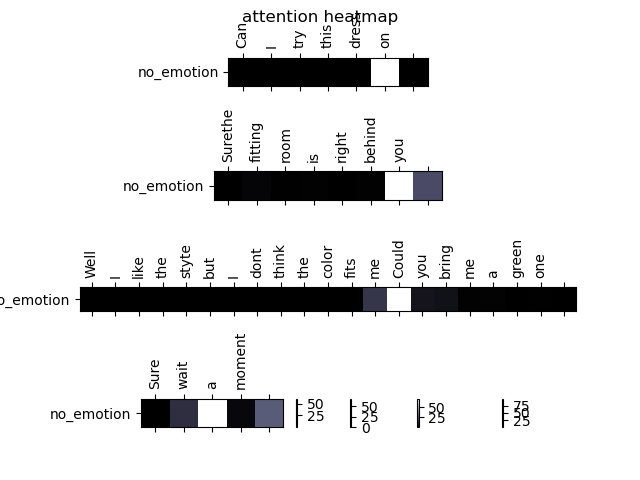 attention heatmap
Can I try this dress on
no_emotion
Surethe fitting room is right behind you
no_emotion
Well I like the styte but I dont think the color fits me Could you bring me a green one
no_emotion
Sure wait a moment
no_emotion
50 25
50 25 0
50 25
75 50 25